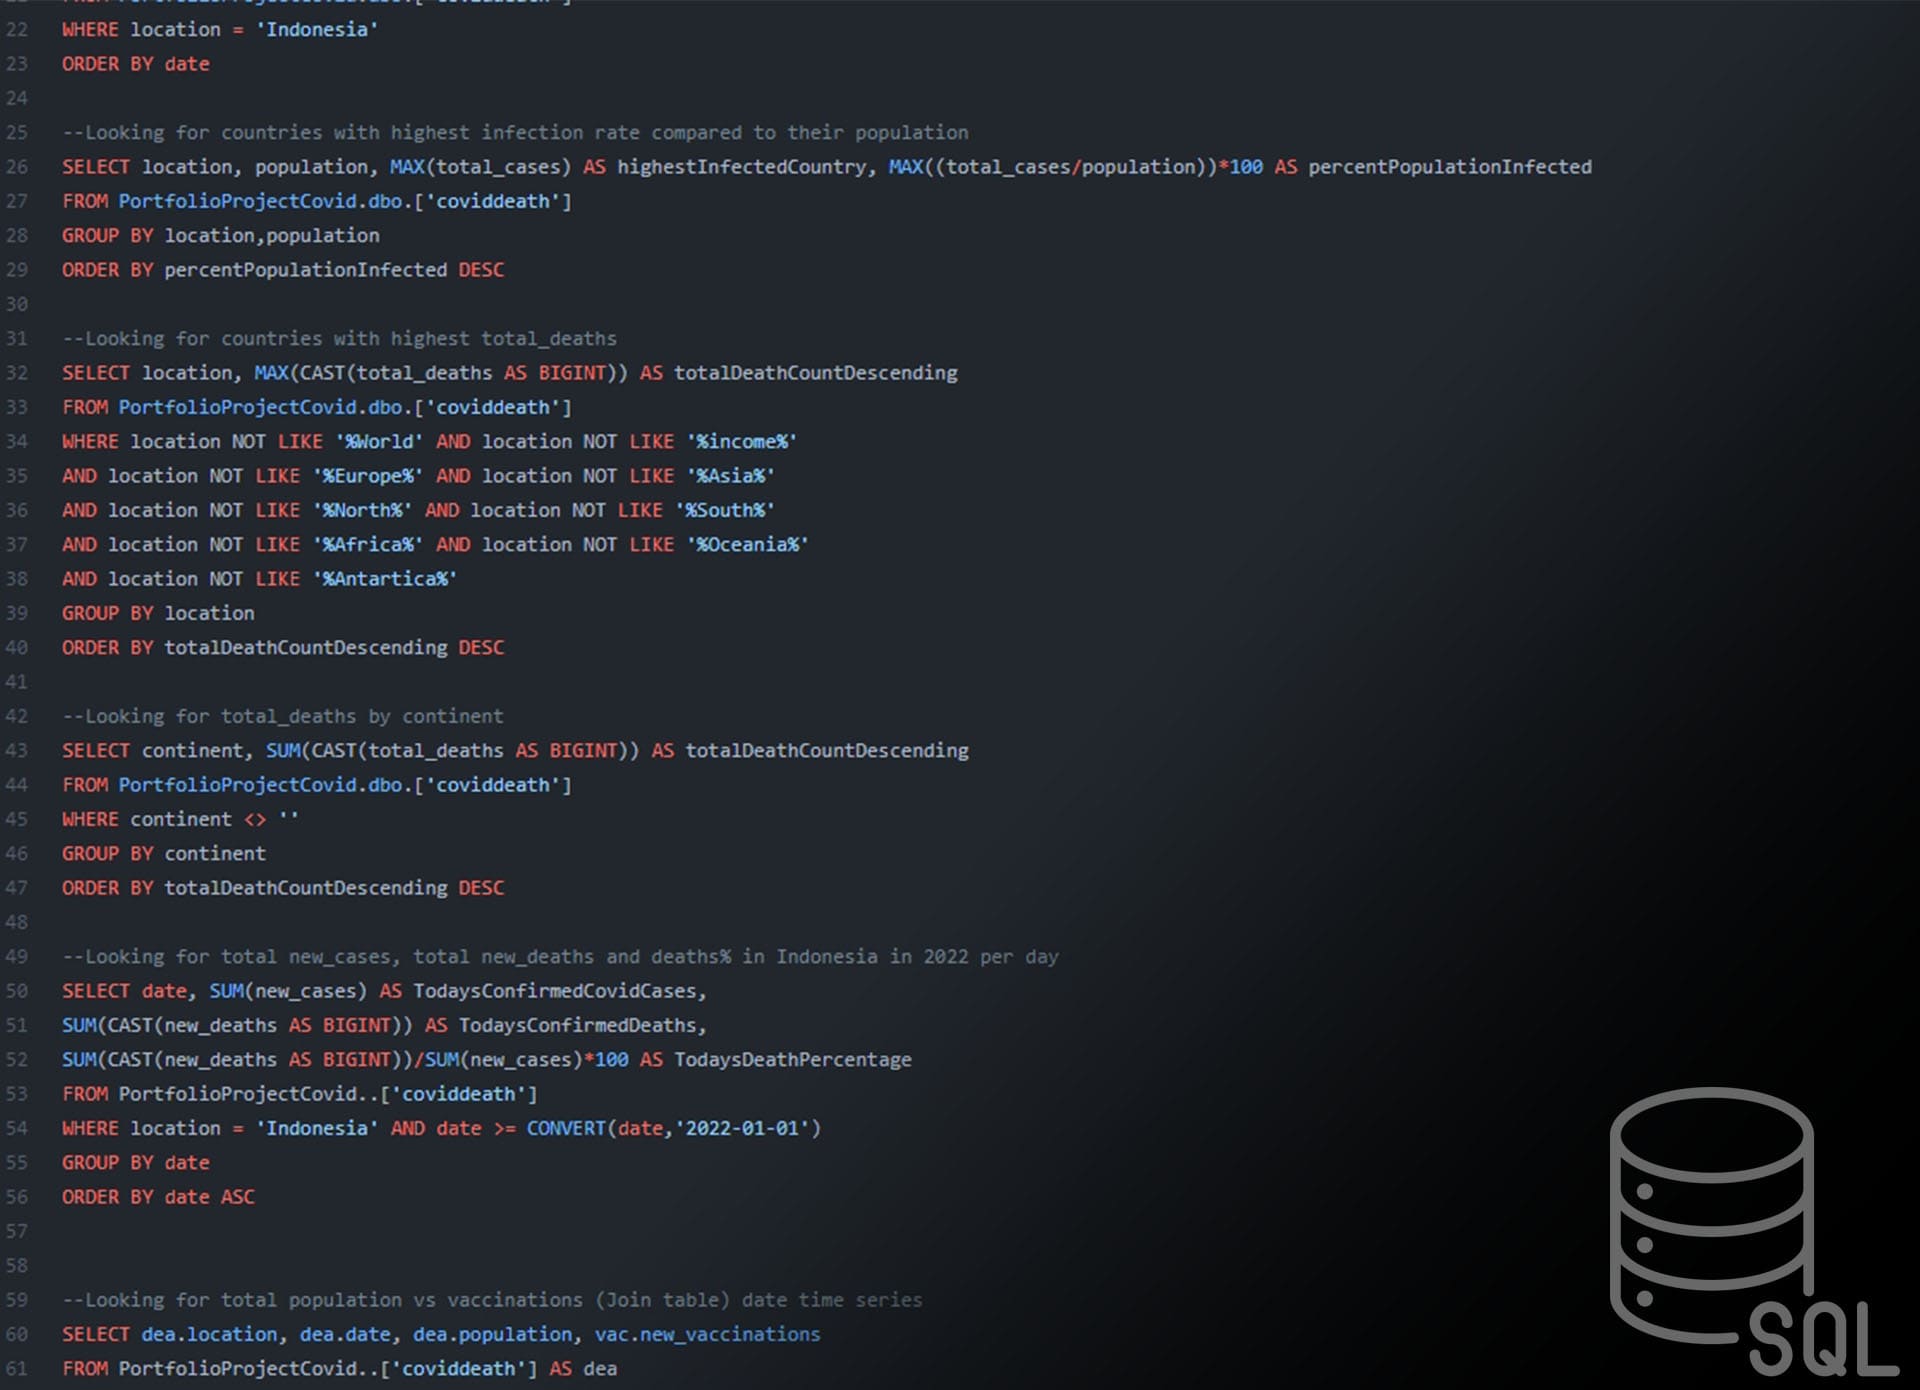 22 WHERE location = 'Indonesia'
23 ORDER BY date
24
25 --Looking for countries with highest infection rate compared to their population
26 SELECT location, population, MAX(total_cases) AS highestInfectedCountry, MAX((total_cases/population))*100 AS percentPopulationInfected
27 FROM PortfolioProjectCovid.dbo.['coviddeath']
28 GROUP BY location,population
29 ORDER BY percentPopulationInfected DESC
30
31 --Looking for countries with highest total_deaths
32 SELECT location, MAX(CAST(total_deaths AS BIGINT)) AS totalDeathCountDescending
33 FROM PortfolioProjectCovid.dbo.['coviddeath']
34 WHERE location NOT LIKE '%World' AND location NOT LIKE '%income%'
35 AND location NOT LIKE '%Europe%' AND location NOT LIKE '%Asia%'
36 AND location NOT LIKE '%North%' AND location NOT LIKE '%South%'
37 AND location NOT LIKE '%Africa%' AND location NOT LIKE '%Oceania%'
38 AND location NOT LIKE '%Antartica%'
39 GROUP BY location
40 ORDER BY totalDeathCountDescending DESC
41
42 --Looking for total_deaths by continent
43 SELECT continent, SUM(CAST(total_deaths AS BIGINT)) AS totalDeathCountDescending
44 FROM PortfolioProjectCovid.dbo.['coviddeath']
45 WHERE continent <> ''
46 GROUP BY continent
47 ORDER BY totalDeathCountDescending DESC
48
49 --Looking for total new_cases, total new_deaths and deaths% in Indonesia in 2022 per day
50 SELECT date, SUM(new_cases) AS TodaysConfirmedCovidCases,
51 SUM(CAST(new_deaths AS BIGINT)) AS TodaysConfirmedDeaths,
52 SUM(CAST(new_deaths AS BIGINT))/SUM(new_cases)*100 AS TodaysDeathPercentage
53 FROM PortfolioProjectCovid..['coviddeath']
54 WHERE location = 'Indonesia' AND date >= CONVERT(date,'2022-01-01')
55 GROUP BY date
56 ORDER BY date ASC
57
58
59 --Looking for total population vs vaccinations (Join table) date time series
60 SELECT dea.location, dea.date, dea.population, vac.new_vaccinations
61 FROM PortfolioProjectCovid..['coviddeath'] AS dea
SQL